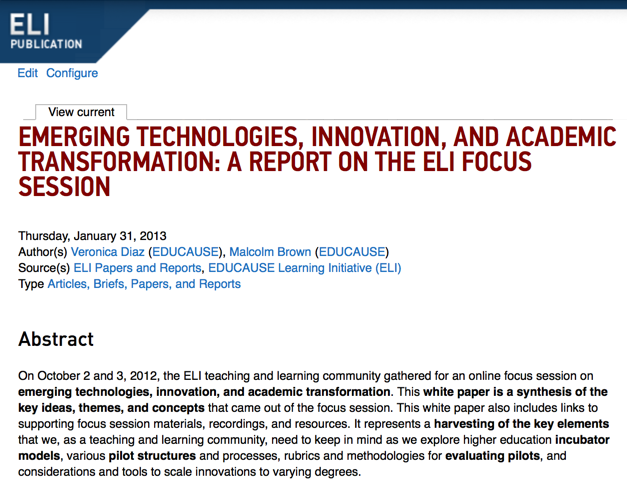 ELI
PUBLICATION
Edit Configure
View current
EMERGING TECHNOLOGIES, INNOVATION, AND ACADEMIC
TRANSFORMATION: A REPORT ON THE ELI FOCUS
SESSION
Thursday, January 31, 2013
Author(s) Veronica Diaz (EDUCAUSE), Malcolm Brown (EDUCAUSE)
Source(s) ELI Papers and Reports, EDUCAUSE Learning Initiative (ELI)
Type Articles, Briefs, Papers, and Reports
Abstract
On October 2 and 3, 2012, the ELI teaching and learning community gathered for an online focus session on
emerging technologies, innovation, and academic transformation. This white paper is a synthesis of the
key ideas, themes, and concepts that came out of the focus session. This white paper also includes links to
supporting focus session materials, recordings, and resources. It represents a harvesting of the key elements
that we, as a teaching and learning community, need to keep in mind as we explore higher education incubator
models, various pilot structures and processes, rubrics and methodologies for evaluating pilots, and
considerations and tools to scale innovations to varying degrees.